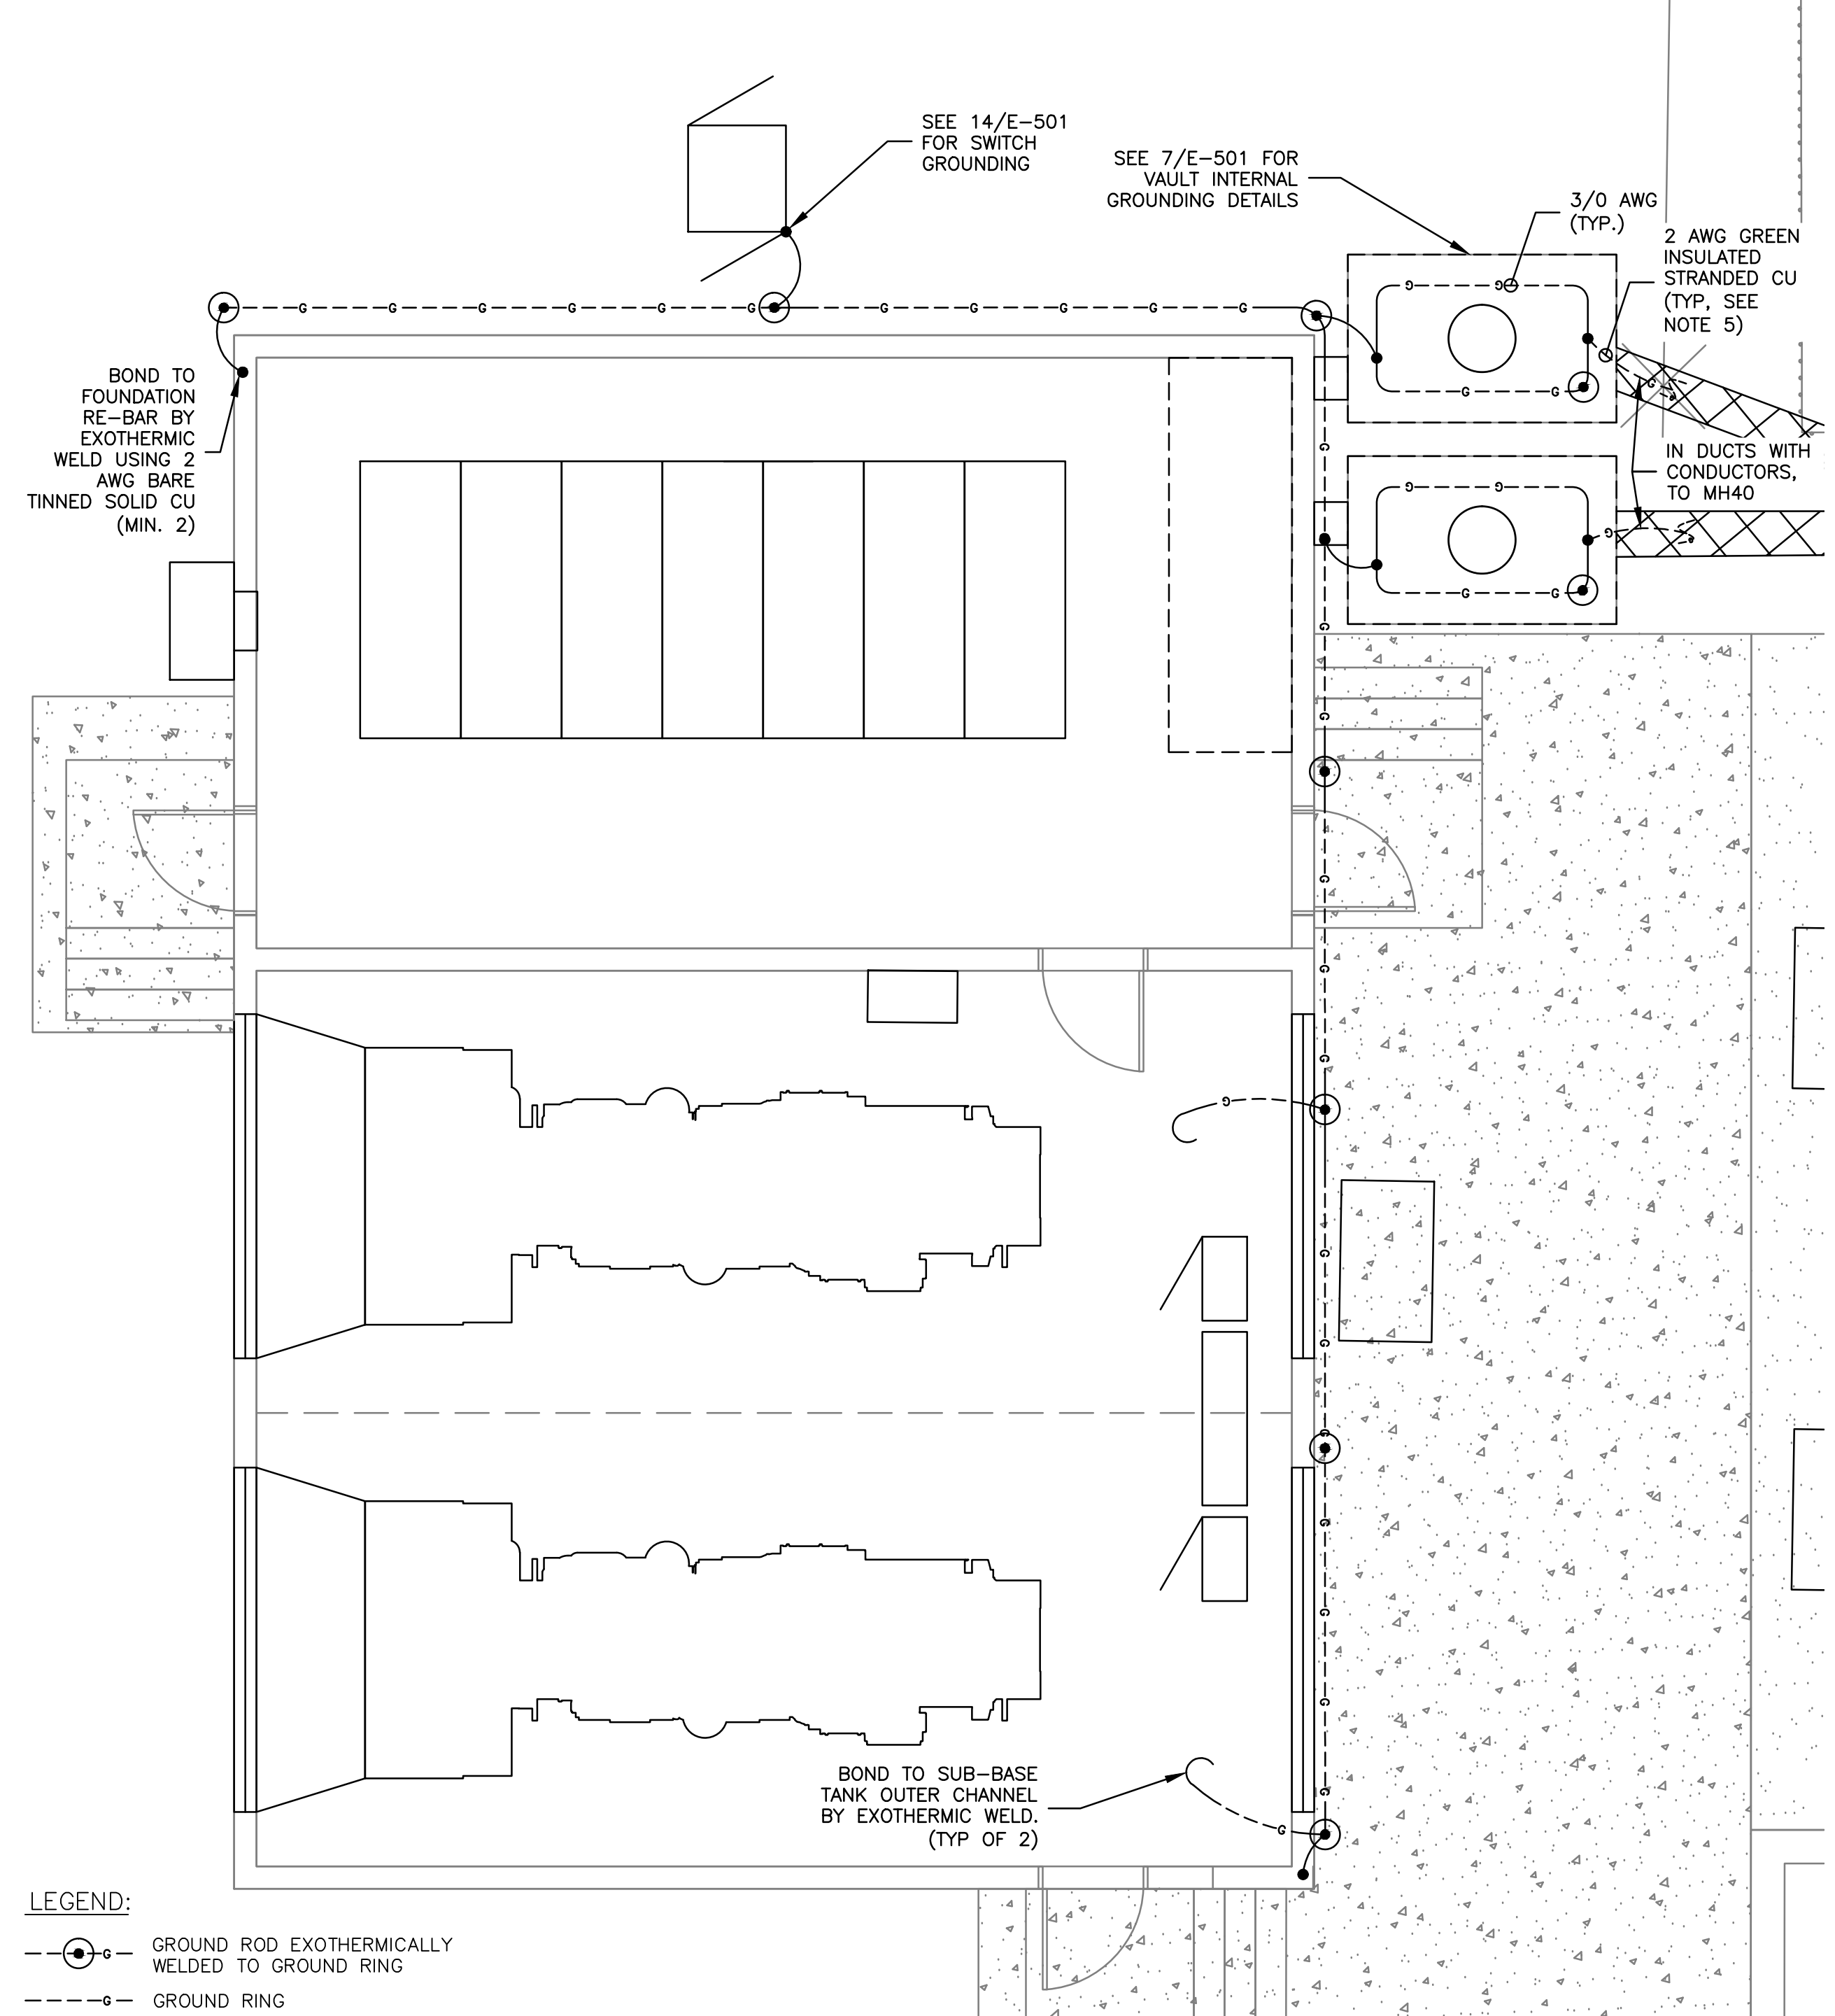 SEE 14/E-501
FOR SWITCH
GROUNDING
SEE 7/E-501 FOR
VAULT INTERNAL
GROUNDING DETAILS
3/0 AWG
(TYP.)
2 AWG GREEN
INSULATED
STRANDED CU
(TYP, SEE
NOTE 5)
BOND TO
FOUNDATION
RE-BAR BY
EXOTHERMIC
WELD USING 2
AWG BARE
TINNED SOLID CU
(MIN. 2)
IN DUCTS WITH
CONDUCTORS,
TO MH40
BOND TO SUB-BASE
TANK OUTER CHANNEL
BY EXOTHERMIC WELD.
(TYP OF 2)
LEGEND:
G
GROUND ROD EXOTHERMICALLY
WELDED TO GROUND RING
G
GROUND RING